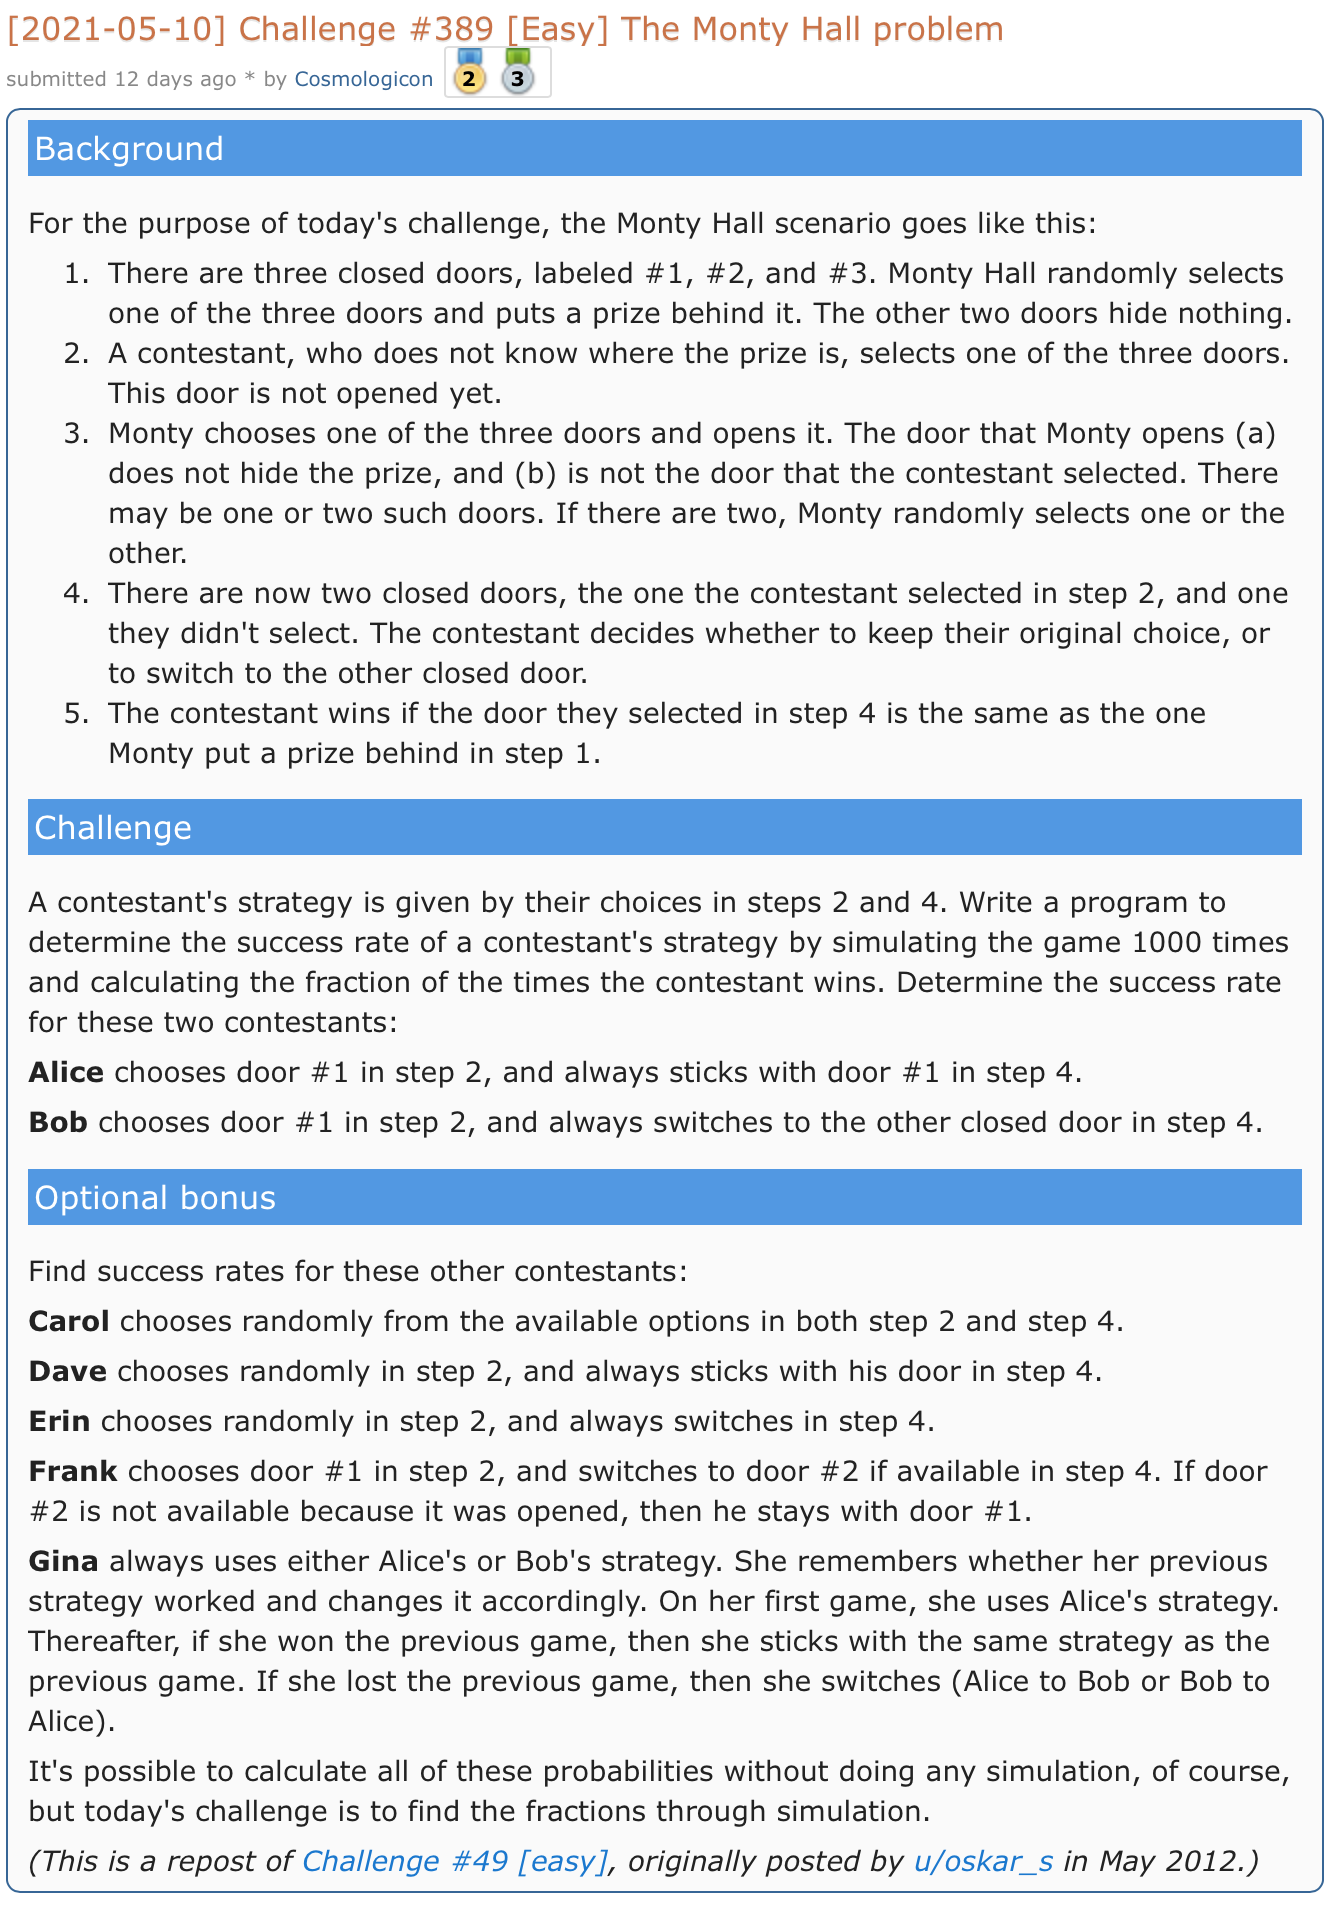 [2021-05-10] Challenge #389 [Easy] The Monty Hall problem
submitted 12 days ago * by Cosmologicon 2 3
Background
For the purpose of today's challenge, the Monty Hall scenario goes like this:
1. There are three closed doors, labeled #1, #2, and #3. Monty Hall randomly selects
one of the three doors and puts a prize behind it. The other two doors hide nothing.
2. A contestant, who does not know where the prize is, selects one of the three doors.
This door is not opened yet.
3. Monty chooses one of the three doors and opens it. The door that Monty opens (a)
does not hide the prize, and (b) is not the door that the contestant selected. There
may be one or two such doors. If there are two, Monty randomly selects one or the
other.
4. There are now two closed doors, the one the contestant selected in step 2, and one
they didn't select. The contestant decides whether to keep their original choice, or
to switch to the other closed door.
5. The contestant wins if the door they selected in step 4 is the same as the one
Monty put a prize behind in step 1.
Challenge
A contestant's strategy is given by their choices in steps 2 and 4. Write a program to
determine the success rate of a contestant's strategy by simulating the game 1000 times
and calculating the fraction of the times the contestant wins. Determine the success rate
for these two contestants:
Alice chooses door #1 in step 2, and always sticks with door #1 in step 4.
Bob chooses door #1 in step 2, and always switches to the other closed door in step 4.
Optional bonus
Find success rates for these other contestants:
Carol chooses randomly from the available options in both step 2 and step 4.
Dave chooses randomly in step 2, and always sticks with his door in step 4.
Erin chooses randomly in step 2, and always switches in step 4.
Frank chooses door #1 in step 2, and switches to door #2 if available in step 4. If door
#2 is not available because it was opened, then he stays with door #1.
Gina always uses either Alice's or Bob's strategy. She remembers whether her previous
strategy worked and changes it accordingly. On her first game, she uses Alice's strategy.
Thereafter, if she won the previous game, then she sticks with the same strategy as the
previous game. If she lost the previous game, then she switches (Alice to Bob or Bob to
Alice).
It's possible to calculate all of these probabilities without doing any simulation, of course,
but today's challenge is to find the fractions through simulation.
(This is a repost of Challenge #49 [easy], originally posted by u/oskar_s in May 2012.)